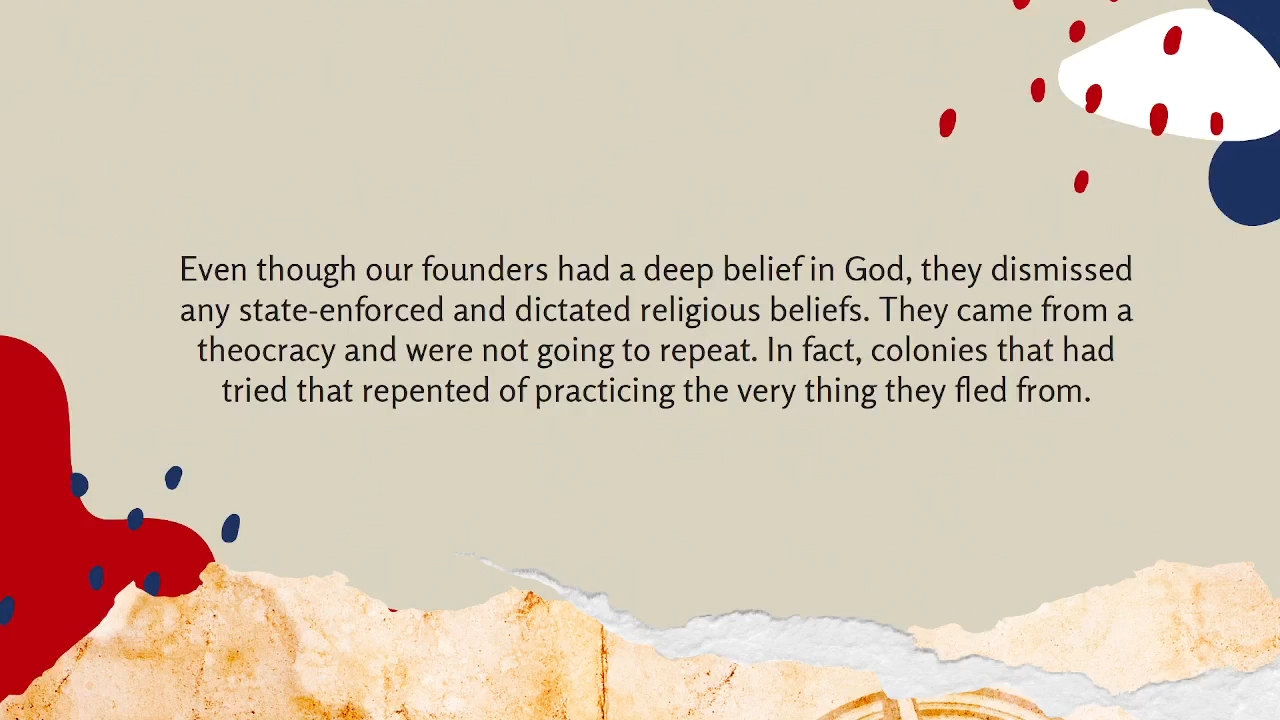 Even though our founders had a deep belief in God, they dismissed
any state-enforced and dictated religious beliefs. They came from a
theocracy and were not going to repeat. In fact, colonies that had
tried that repented of practicing the very thing they fled from.